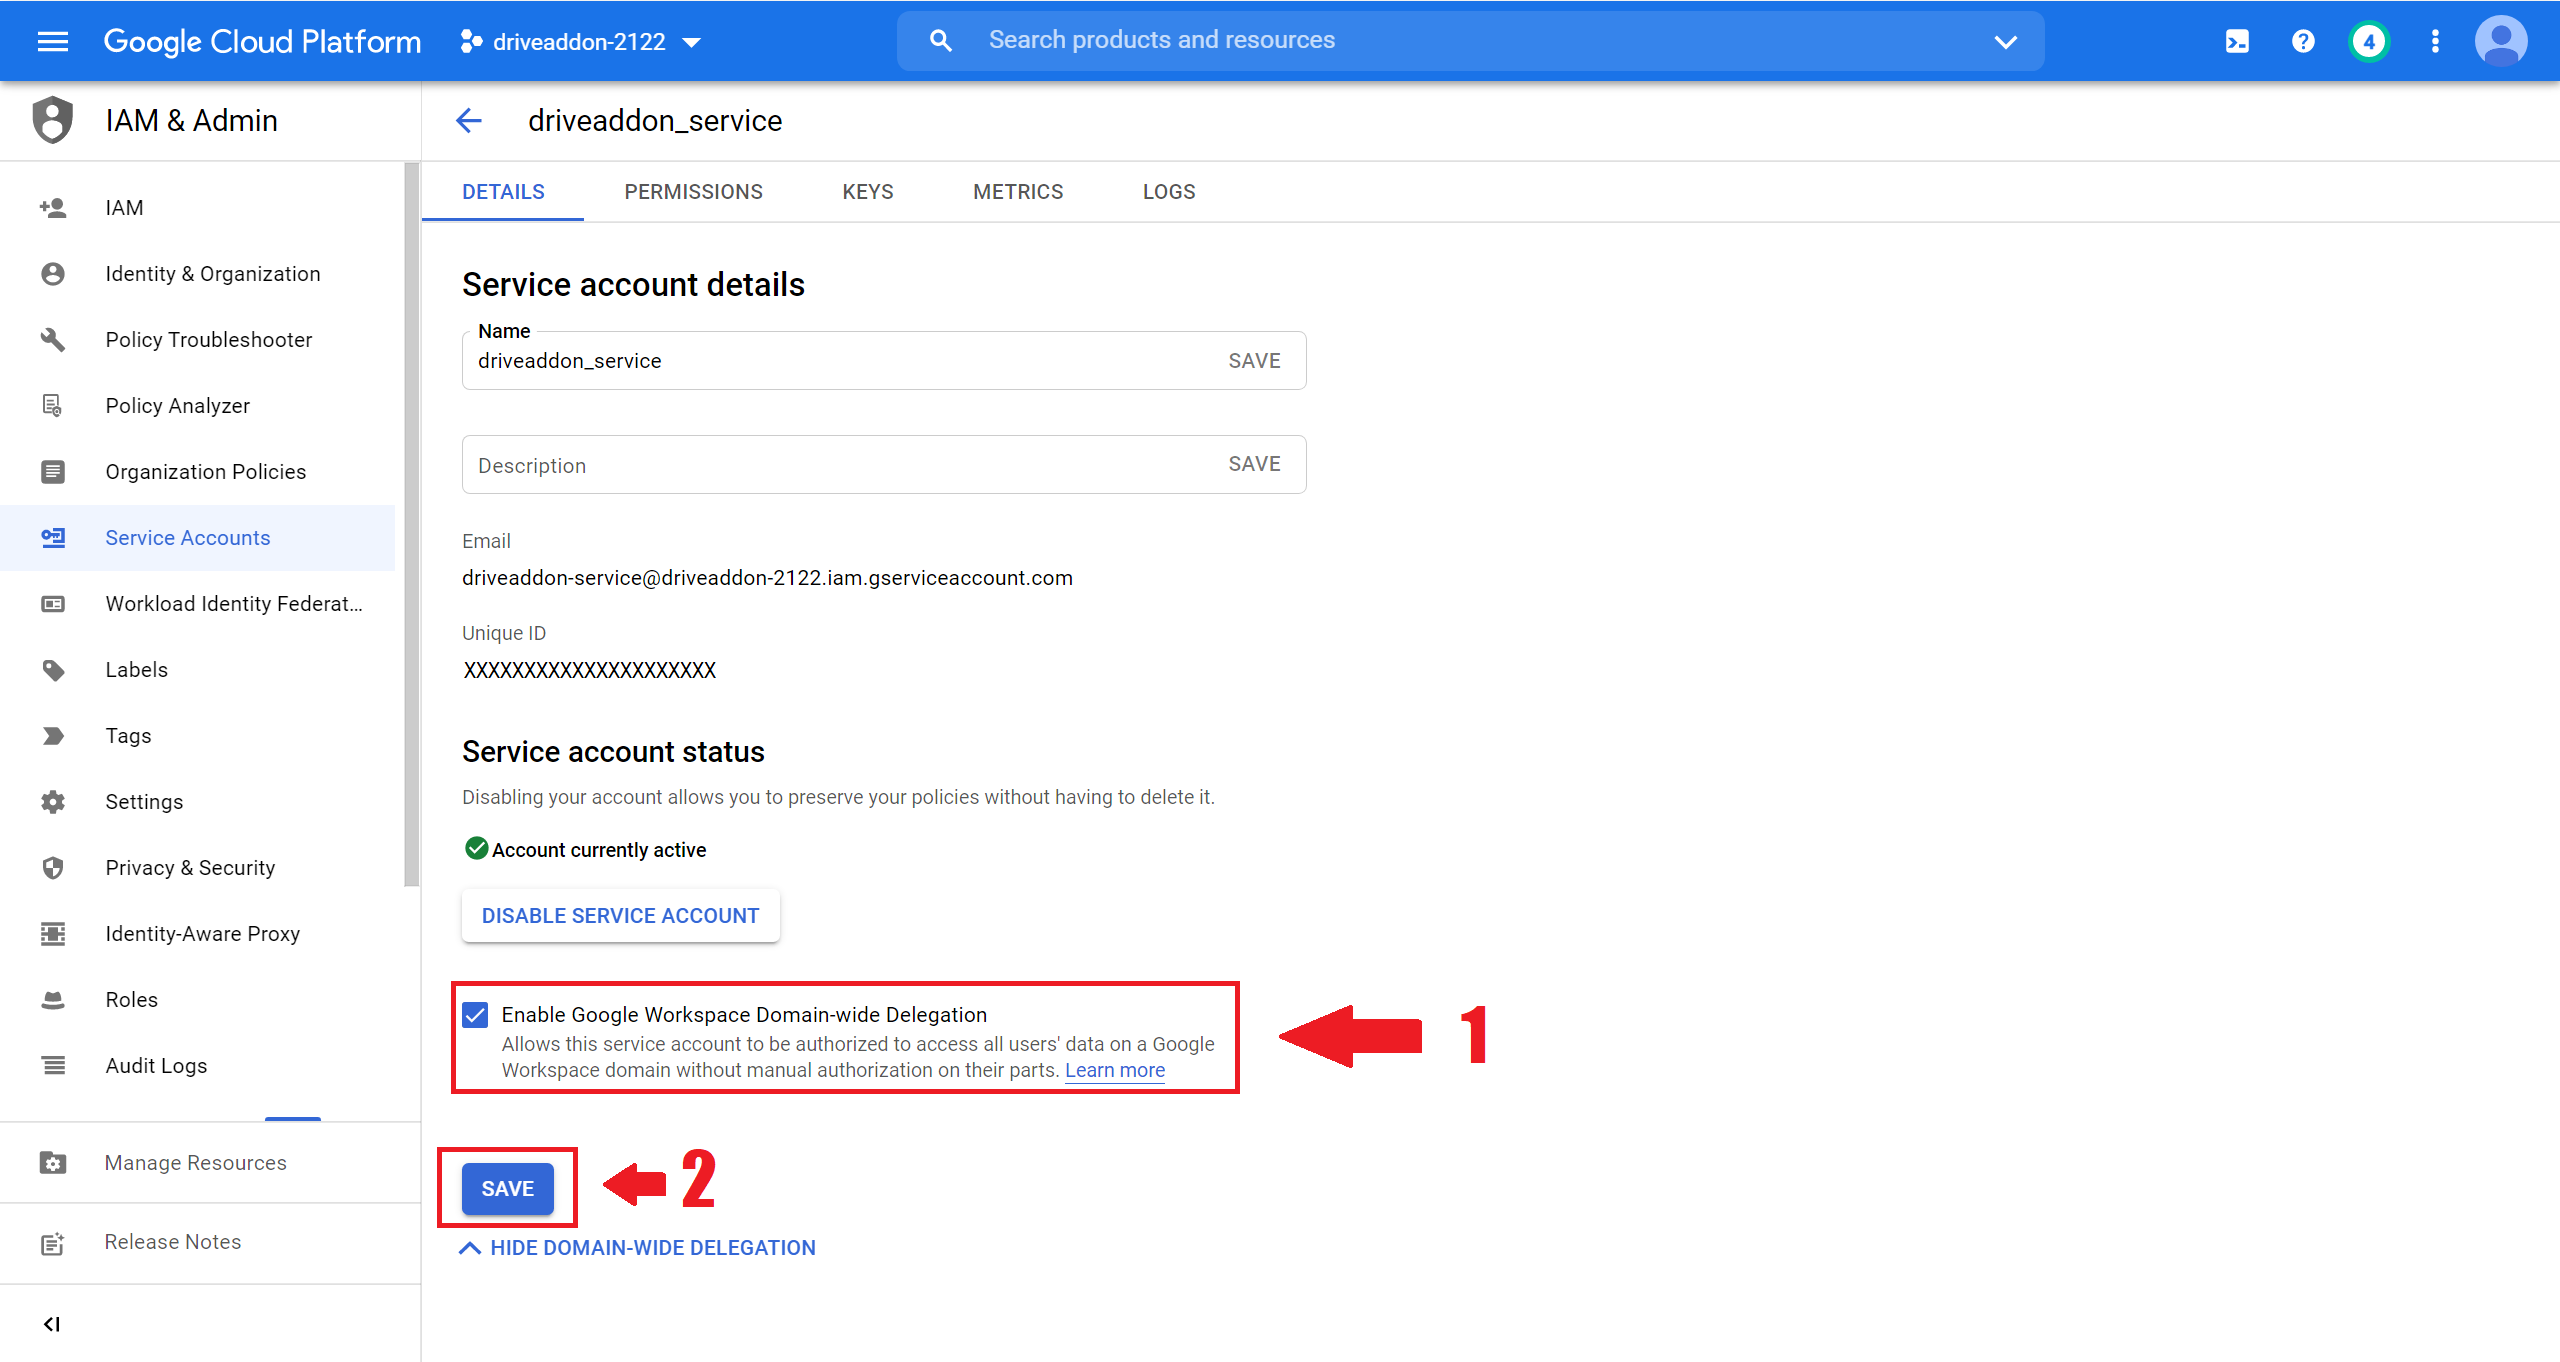 Google Cloud Platform
driveaddon-2122
Search products and resources
4
IAM & Admin
driveaddon_service
IAM
Identity & Organization
Policy Troubleshooter
Policy Analyzer
Organization Policies
Service Accounts
Workload Identity Federat...
Labels
Tags
Settings
Privacy & Security
Identity-Aware Proxy
Roles
Audit Logs
Manage Resources
Release Notes
DETAILS
PERMISSIONS
KEYS
METRICS
LOGS
Service account details
Name
driveaddon_service
SAVE
Description
SAVE
Email
driveaddon-service@driveaddon-2122.iam.gserviceaccount.com
Unique ID
XXXXXXXXXXXXXXXXXXXXX
Service account status
Disabling your account allows you to preserve your policies without having to delete it.
Account currently active
DISABLE SERVICE ACCOUNT
Enable Google Workspace Domain-wide Delegation
Allows this service account to be authorized to access all users' data on a Google
Workspace domain without manual authorization on their parts. Learn more
1
SAVE
2
HIDE DOMAIN-WIDE DELEGATION